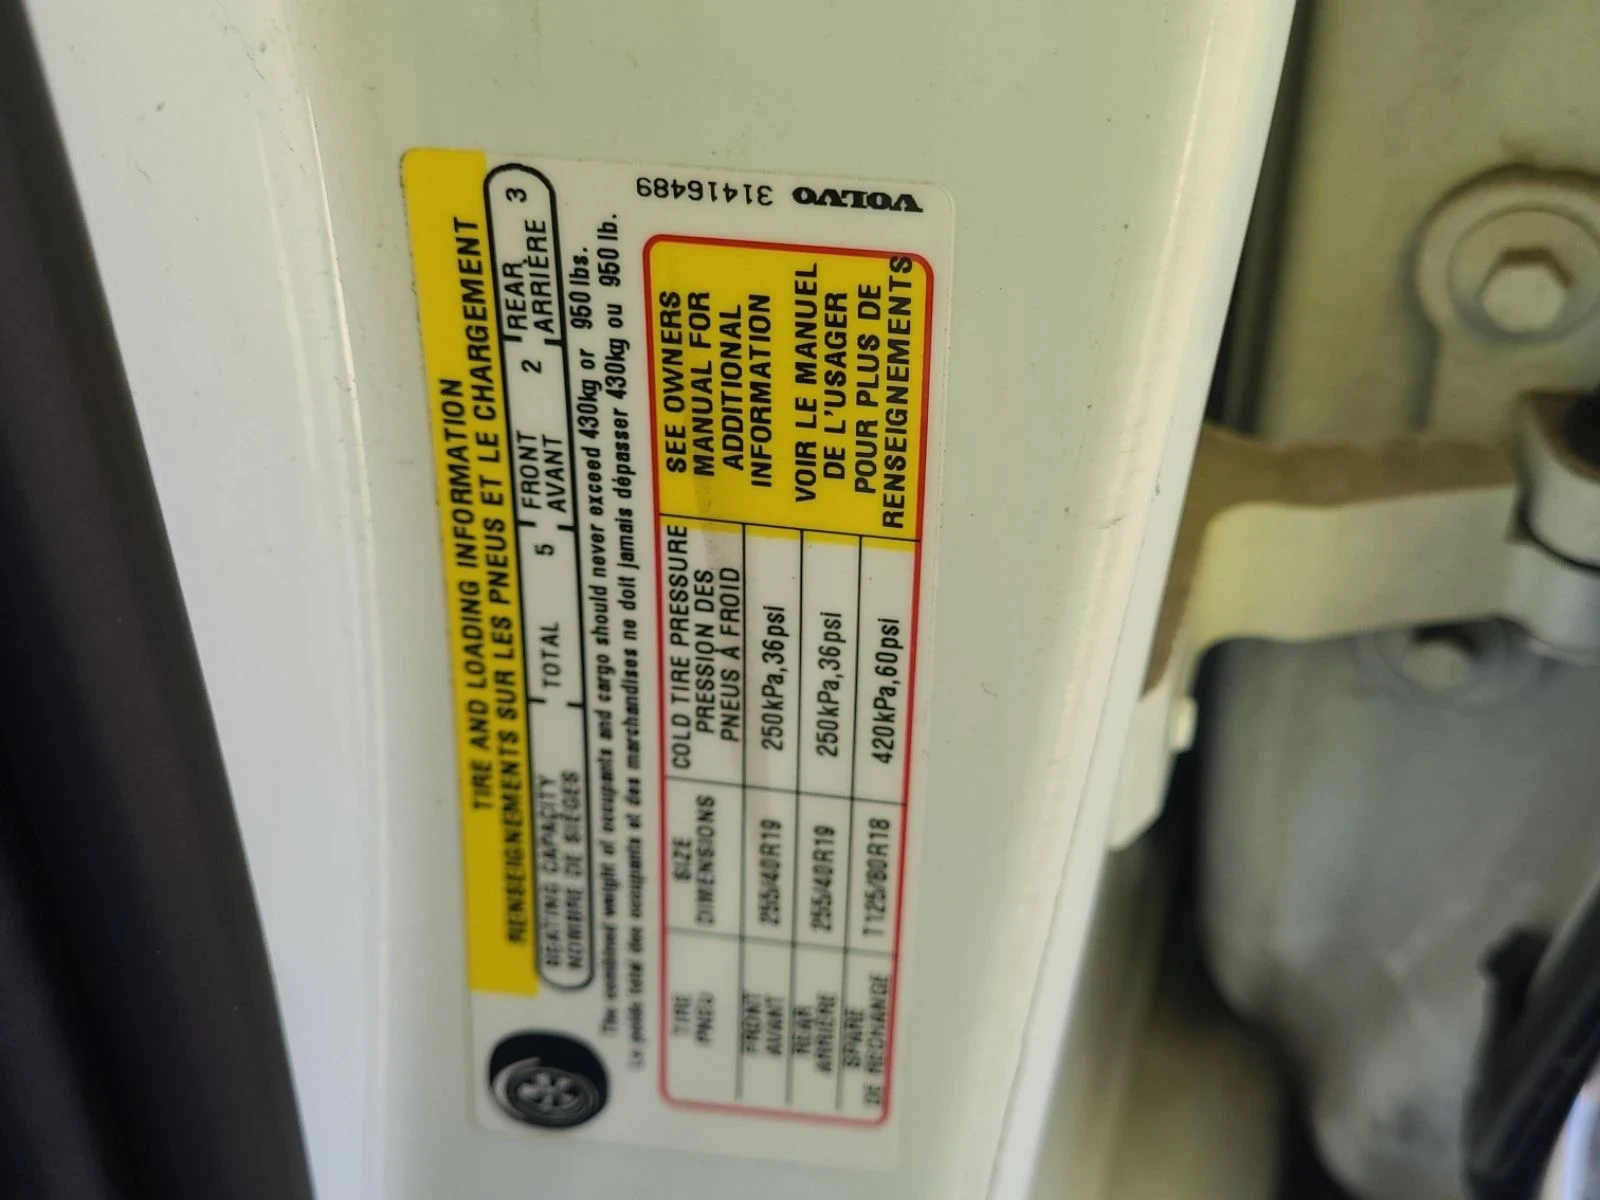 TIRE AND LOADING INFORMATION
RENSEIGNEMENTS SUR LES PNEUS ET LE CHARGEMENT
SEATING CAPACITY TOTAL 5 FRONT 2 REAR 3
NOMBRE DE SIÈGES AVANT ARRIÈRE
The combined weight of occupants and cargo should never exceed 430kg or 950 lbs.
Le poids total des occupants et des marchandises ne doit jamais dépasser 430kg ou 950 lb.
TIRE SIZE COLD TIRE PRESSURE
PNEU DIMENSIONS PRESSION DES
PNEUS À FROID
FRONT
AVANT 255/40R19 250kPa,36psi
REAR
ARRIÈRE 255/40R19 250kPa,36psi
SPARE
DE RECHANGE T125/80R18 420kPa,60psi
SEE OWNERS
MANUAL FOR
ADDITIONAL
INFORMATION
VOIR LE MANUEL
DE L'USAGER
POUR PLUS DE
RENSEIGNEMENTS
VOLVO 31416489